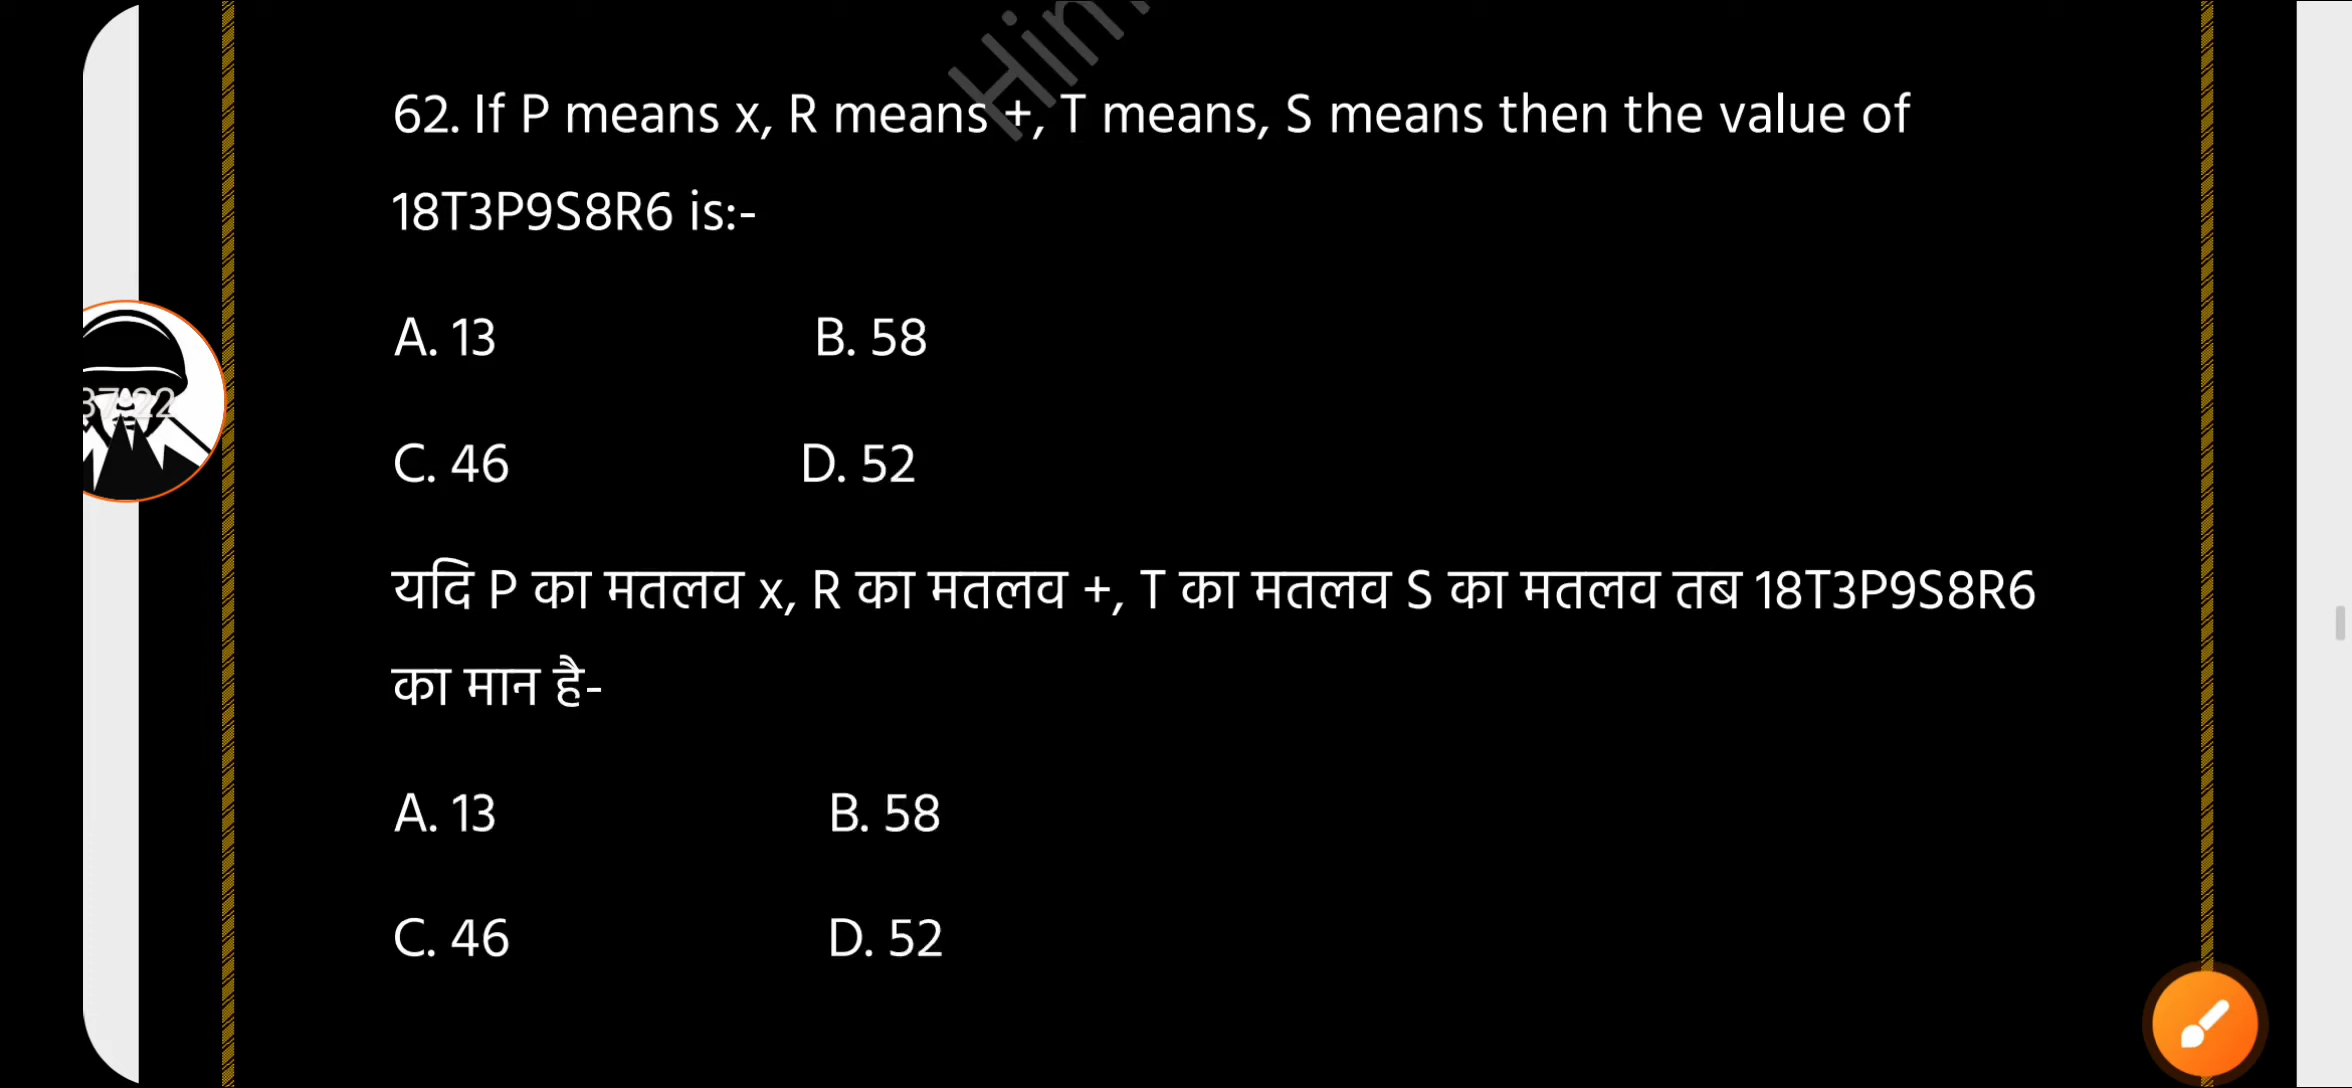 62. If P means x, R means +, T means, S means then the value of
18T3P9S8R6 is:-
A. 13 B. 58
C. 46 D. 52
यदि P का मतलव x, R का मतलव +, T का मतलव S का मतलव तब 18T3P9S8R6
का मान है-
A. 13 B. 58
C. 46 D. 52